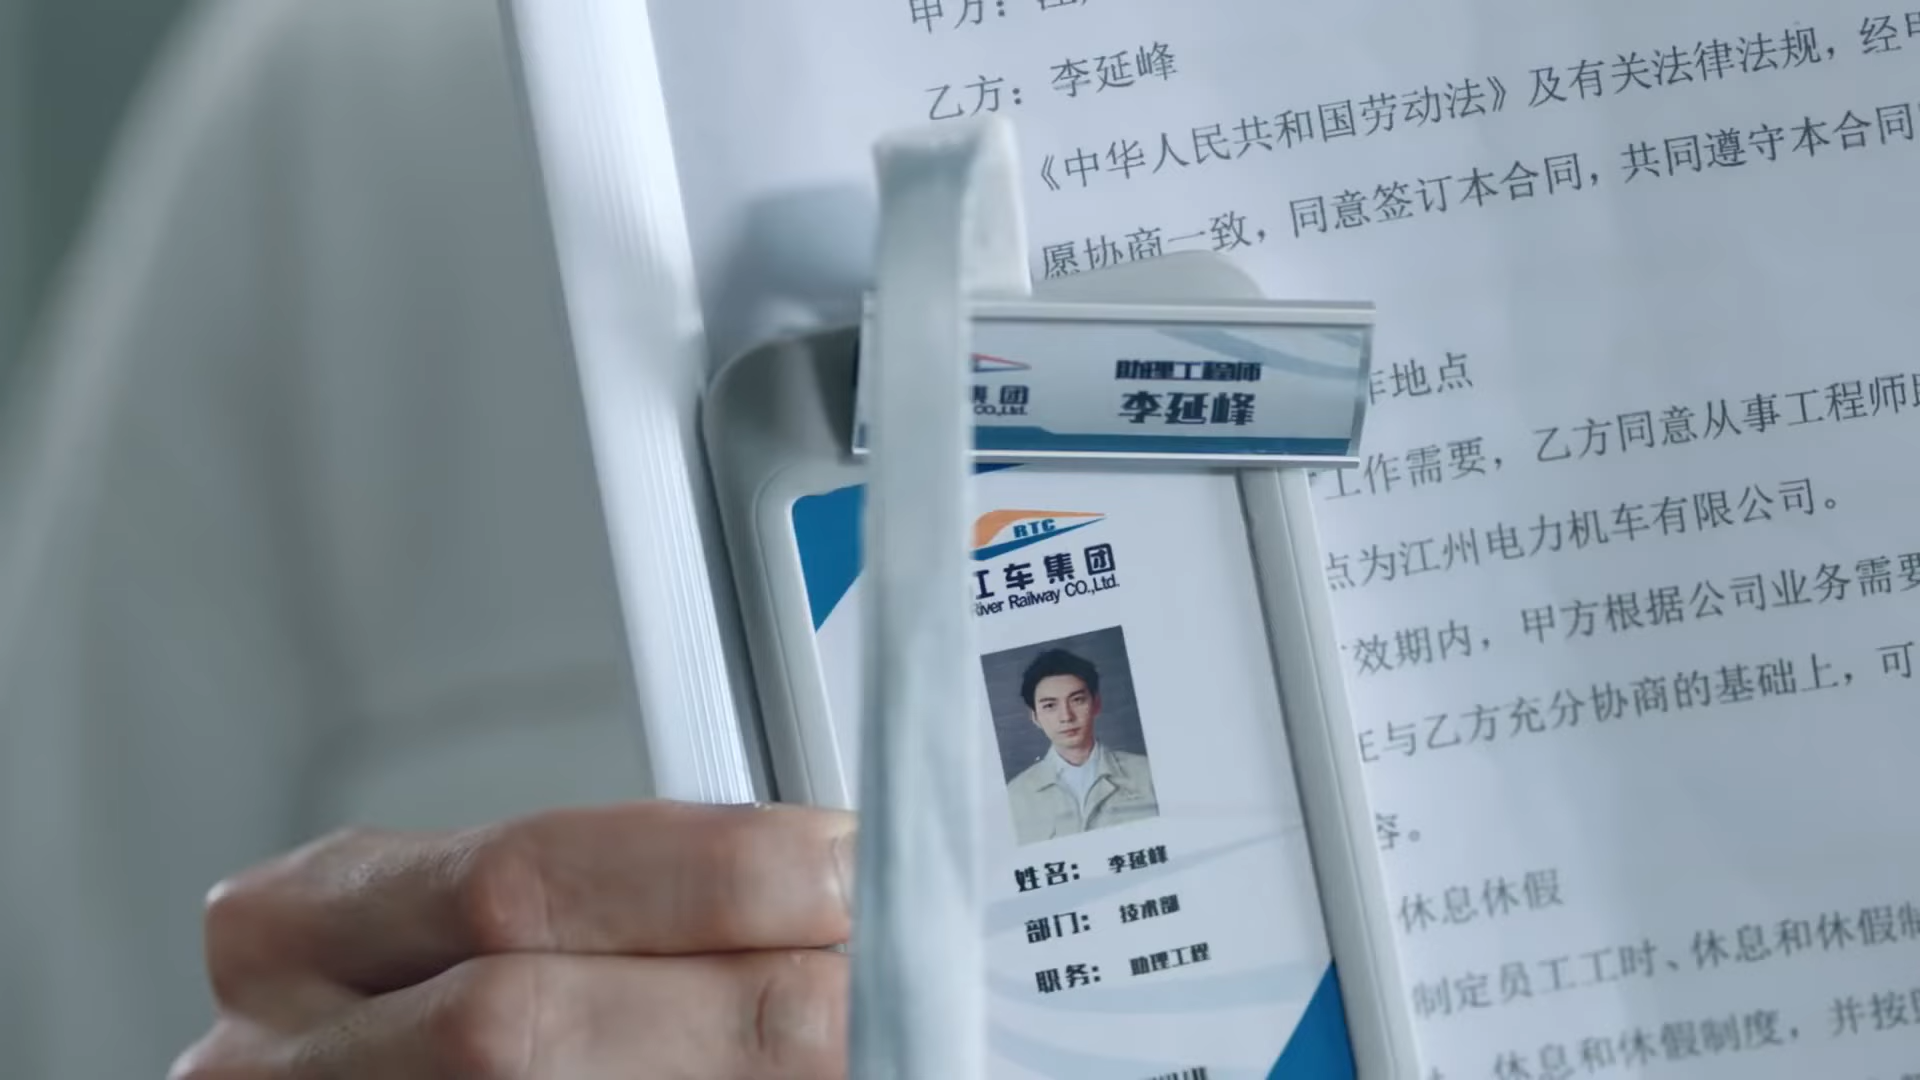 甲方：江
乙方：李延峰
《中华人民共和国劳动法》及有关法律法规，经甲
愿协商一致，同意签订本合同，共同遵守本合同
作地点
工作需要，乙方同意从事工程师助
点为江州电力机车有限公司。
效期内，甲方根据公司业务需要
与乙方充分协商的基础上，可
容。
休息休假
制定员工工时、休息和休假制
休息和休假制度，并按照
李延峰
助理工程师
集团
CO.,Ltd.
RTC
江车集团
River Railway CO.,Ltd.
姓名：李延峰
部门：技术部
职务：助理工程